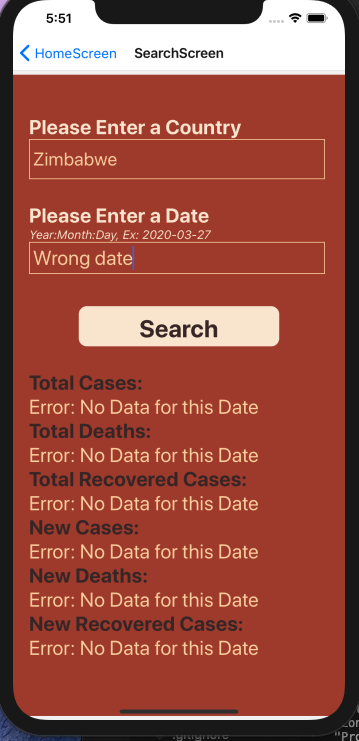 5:51
HomeScreen SearchScreen
Please Enter a Country
Zimbabwe
Please Enter a Date
Year:Month:Day, Ex: 2020-03-27
Wrong date
Search
Total Cases:
Error: No Data for this Date
Total Deaths:
Error: No Data for this Date
Total Recovered Cases:
Error: No Data for this Date
New Cases:
Error: No Data for this Date
New Deaths:
Error: No Data for this Date
New Recovered Cases:
Error: No Data for this Date
.gitignore